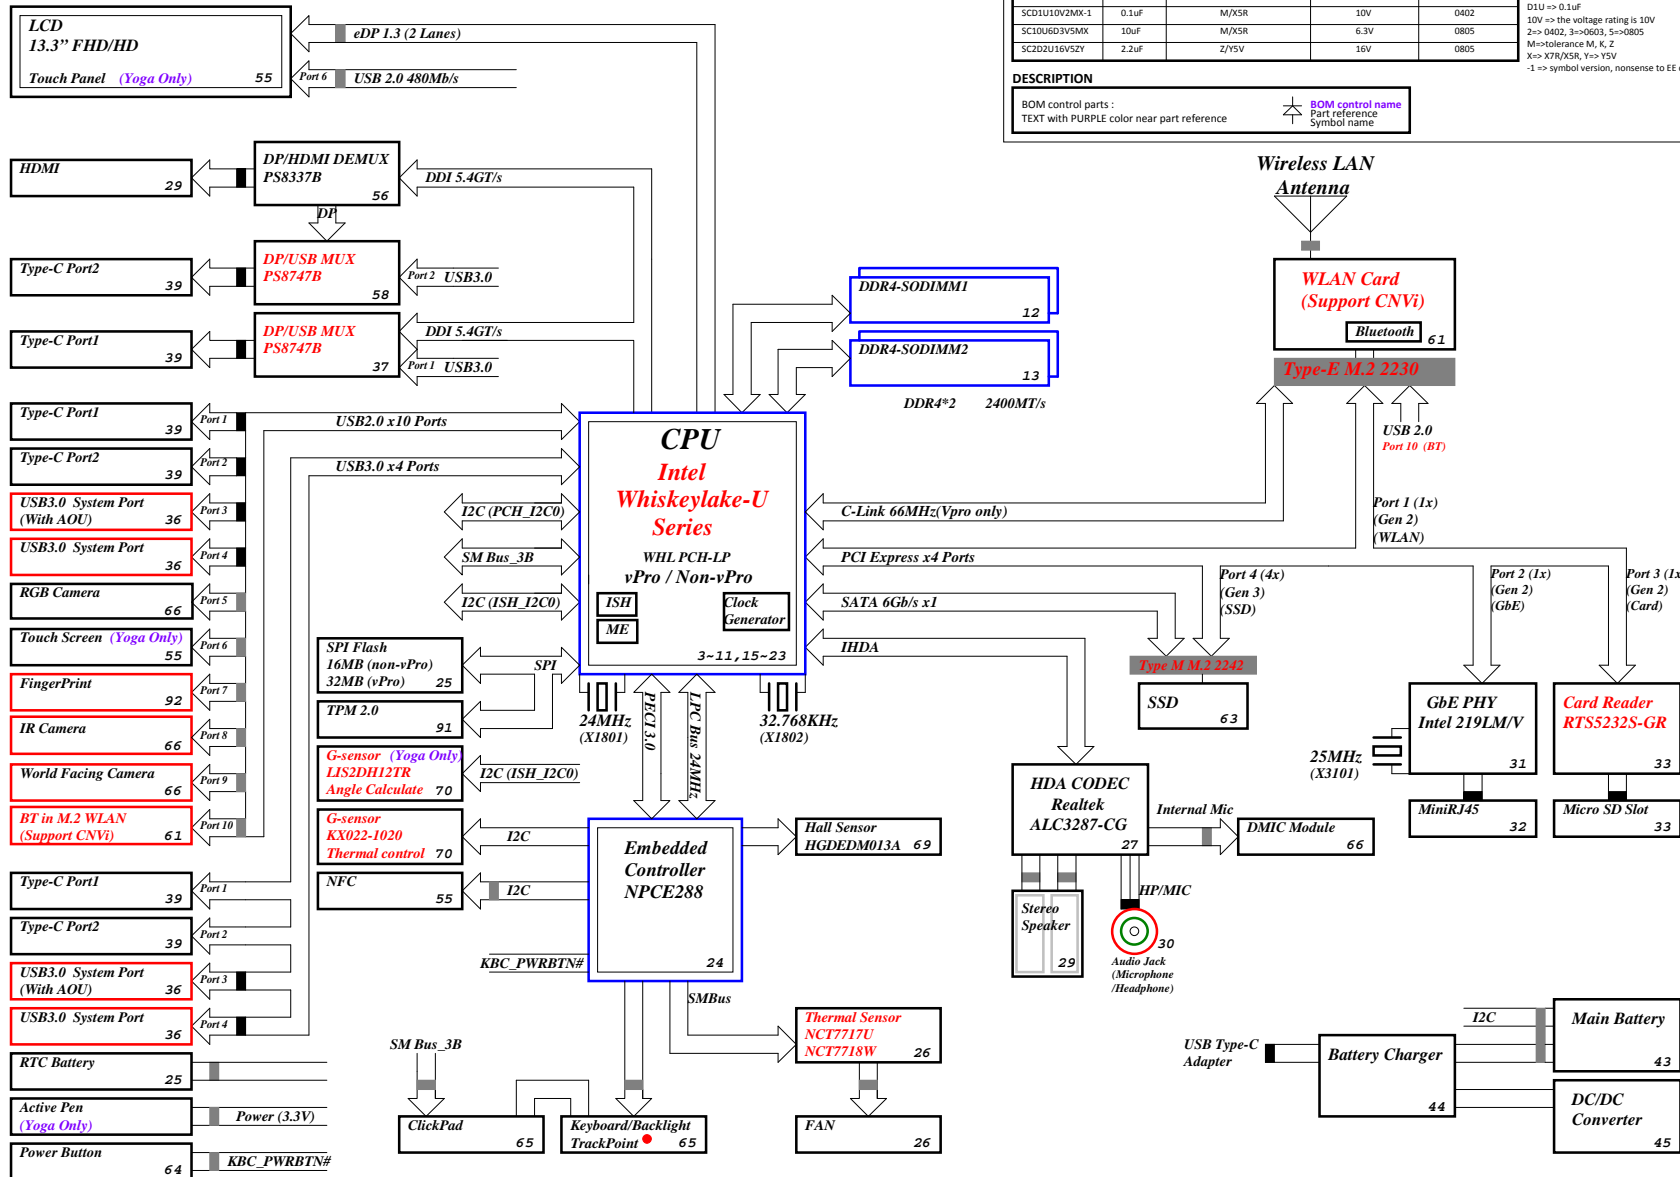 SCD1U10V2MX-1 0.1uF M/X5R 10V 0402
SC10U6D3V5MX 10uF M/X5R 6.3V 0805
SC2D2U16V5ZY 2.2uF Z/Y5V 16V 0805
D1U => 0.1uF
10V => the voltage rating is 10V
2=> 0402, 3=>0603, 5=>0805
M=>tolerance M, K, Z
X=> X7R/X5R, Y=> Y5V
-1 => symbol version, nonsense to EE
DESCRIPTION
BOM control parts :
TEXT with PURPLE color near part reference
BOM control name
Part reference
Symbol name
LCD
13.3” FHD/HD
Touch Panel (Yoga Only) 55
eDP 1.3 (2 Lanes)
Port 6 USB 2.0 480Mb/s
HDMI
29
DP/HDMI DEMUX
PS8337B
56
DDI 5.4GT/s
DP
Type-C Port2
39
DP/USB MUX
PS8747B
58
Port 2 USB3.0
Type-C Port1
39
DP/USB MUX
PS8747B
37
DDI 5.4GT/s
Port 1 USB3.0
DDR4-SODIMM1
12
DDR4-SODIMM2
13
DDR4*2 2400MT/s
Wireless LAN
Antenna
WLAN Card
(Support CNVi)
Bluetooth 61
Type-E M.2 2230
USB 2.0
Port 10 (BT)
Type-C Port1
39
Port 1
Type-C Port2
39
Port 2
USB3.0 System Port
(With AOU) 36
Port 3
USB3.0 System Port
36
Port 4
RGB Camera
66
Port 5
Touch Screen (Yoga Only)
55
Port 6
FingerPrint
92
Port 7
IR Camera
66
Port 8
World Facing Camera
66
Port 9
BT in M.2 WLAN
(Support CNVi) 61
Port 10
USB2.0 x10 Ports
USB3.0 x4 Ports
Type-C Port1
39
Port 1
Type-C Port2
39
Port 2
USB3.0 System Port
(With AOU) 36
Port 3
USB3.0 System Port
36
Port 4
RTC Battery
25
Active Pen
(Yoga Only)
Power (3.3V)
Power Button
64
KBC_PWRBTN#
CPU
Intel
Whiskeylake-U
Series
WHL PCH-LP
vPro / Non-vPro
ISH
ME
Clock
Generator
3~11,15~23
I2C (PCH_I2C0)
SM Bus_3B
I2C (ISH_I2C0)
SPI Flash
16MB (non-vPro)
32MB (vPro) 25
SPI
TPM 2.0
91
G-sensor (Yoga Only)
LIS2DH12TR
Angle Calculate 70
I2C (ISH_I2C0)
G-sensor
KX022-1020
Thermal control 70
I2C
NFC
55
I2C
24MHz
(X1801)
PECI 3.0
LPC Bus 24MHz
32.768KHz
(X1802)
Embedded
Controller
NPCE288
24
KBC_PWRBTN#
SMBus
Hall Sensor
HGDEDM013A 69
Thermal Sensor
NCT7717U
NCT7718W 26
FAN
26
SM Bus_3B
ClickPad
65
Keyboard/Backlight
TrackPoint 65
C-Link 66MHz(Vpro only)
PCI Express x4 Ports
SATA 6Gb/s x1
IHDA
Port 1 (1x)
(Gen 2)
(WLAN)
Port 4 (4x)
(Gen 3)
(SSD)
Port 2 (1x)
(Gen 2)
(GbE)
Port 3 (1x
(Gen 2)
(Card)
Type M M.2 2242
SSD
63
GbE PHY
Intel 219LM/V
31
25MHz
(X3101)
MiniRJ45
32
Card Reader
RTS5232S-GR
33
Micro SD Slot
33
HDA CODEC
Realtek
ALC3287-CG
27
Internal Mic
DMIC Module
66
Stereo
Speaker
29
HP/MIC
30
Audio Jack
(Microphone
/Headphone)
USB Type-C
Adapter
Battery Charger
44
I2C
Main Battery
43
DC/DC
Converter
45